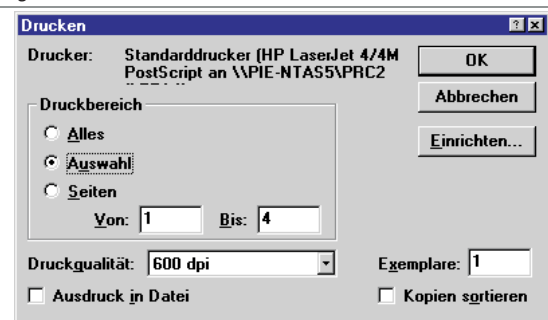 Drucken
Drucker: Standarddrucker (HP LaserJet 4/4M
PostScript an \\PIE-NTAS5\PRC2
OK
Abbrechen
Einrichten...
Druckbereich
Alles
Auswahl
Seiten
Von: 1 Bis: 4
Druckqualität: 600 dpi
Exemplare: 1
Ausdruck in Datei
Kopien sortieren